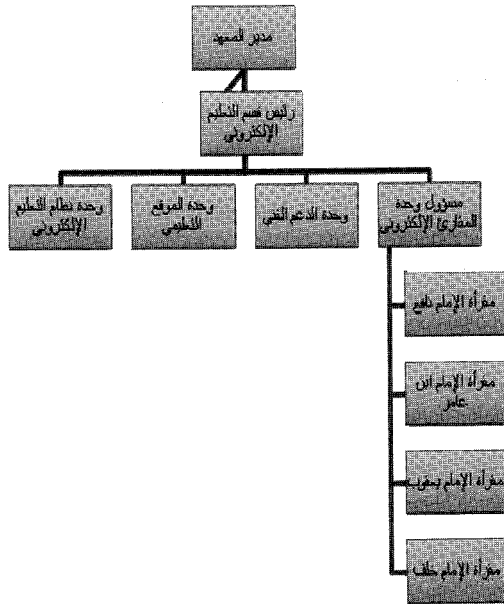 مدير المعهد
رئيس قسم التعليم
الإلكتروني
مسؤول وحدة
المقارئ الإلكتروني
وحدة الدعم الفني
وحدة الموقع
التعليمي
وحدة نظام التعليم
الإلكتروني
مقرأة الإمام نافع
مقرأة الإمام ابن
عامر
مقرأة الإمام يعقوب
مقرأة الإمام خلف